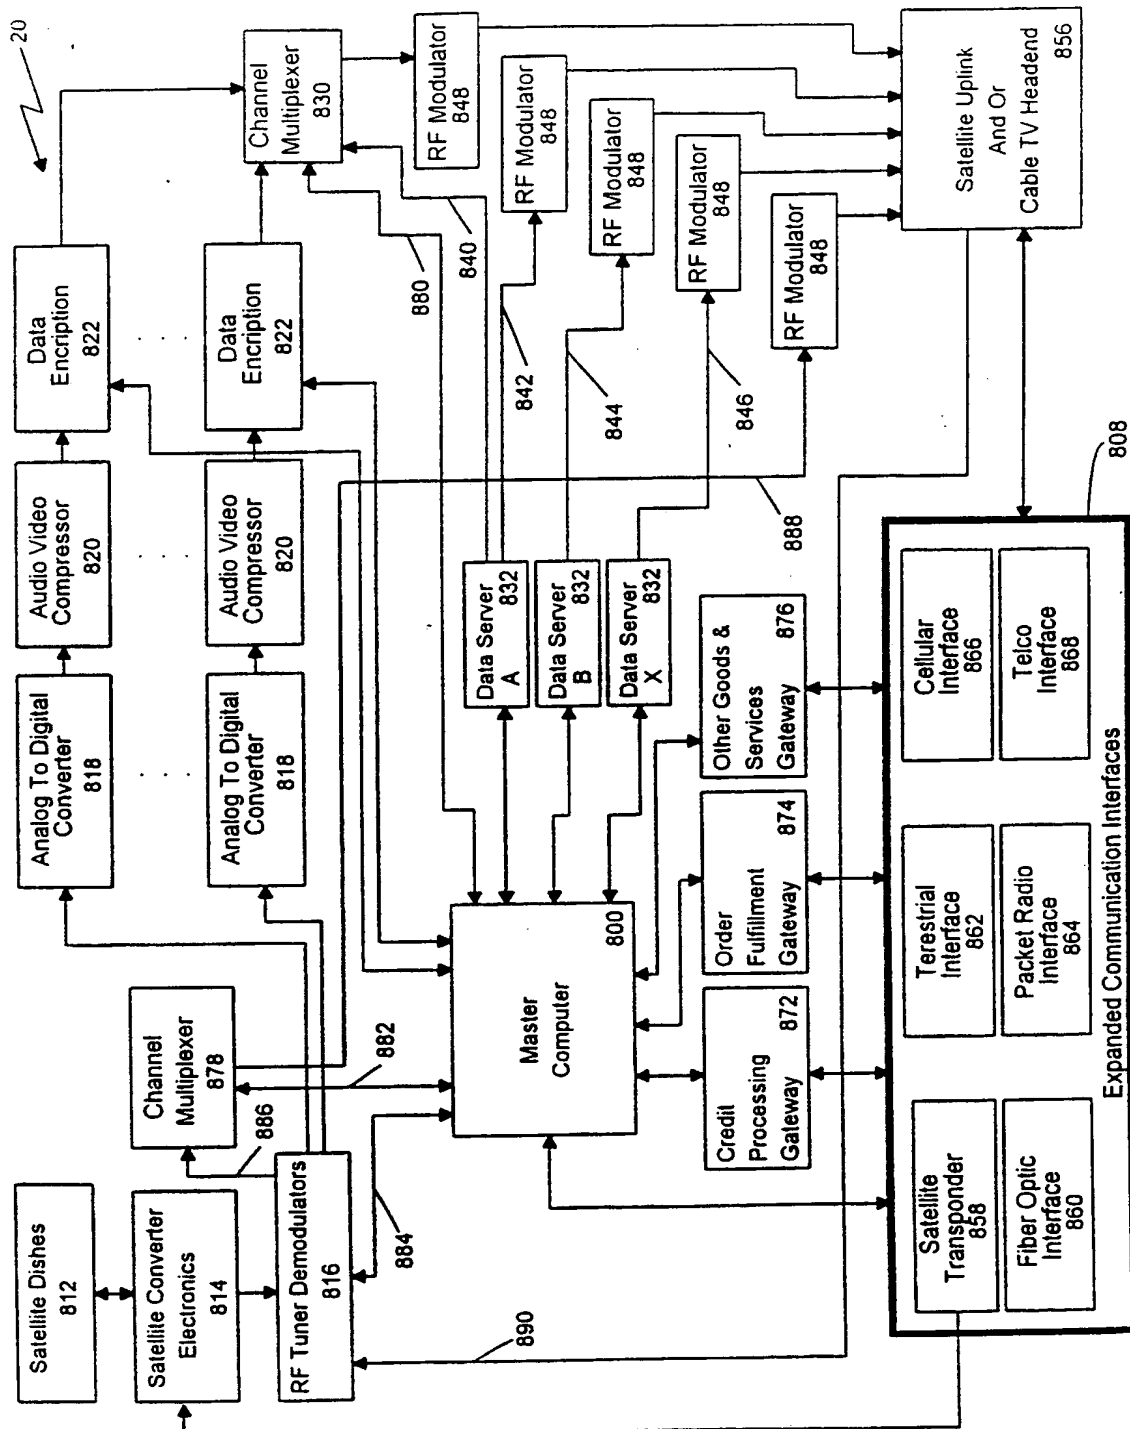 20
Satellite Dishes
812
Satellite Converter
Electronics
814
RF Tuner Demodulators
816
Channel
Multiplexer
878
886
882
884
890
Analog To Digital
Converter
818
Analog To Digital
Converter
818
Audio Video
Compressor
820
Audio Video
Compressor
820
Data
Encription
822
Data
Encription
822
Channel
Multiplexer
830
880
840
842
844
846
888
RF Modulator
848
RF Modulator
848
RF Modulator
848
RF Modulator
848
RF Modulator
848
Satellite Uplink
And Or
Cable TV Headend
856
Master
Computer
800
Data Server
A 832
Data Server
B 832
Data Server
X 832
Credit
Processing
Gateway
872
Order
Fulfillment
Gateway
874
Other Goods &
Services
Gateway
876
808
Satellite
Transponder
858
Fiber Optic
Interface
860
Terestrial
Interface
862
Packet Radio
Interface
864
Cellular
Interface
866
Telco
Interface
868
Expanded Communication Interfaces